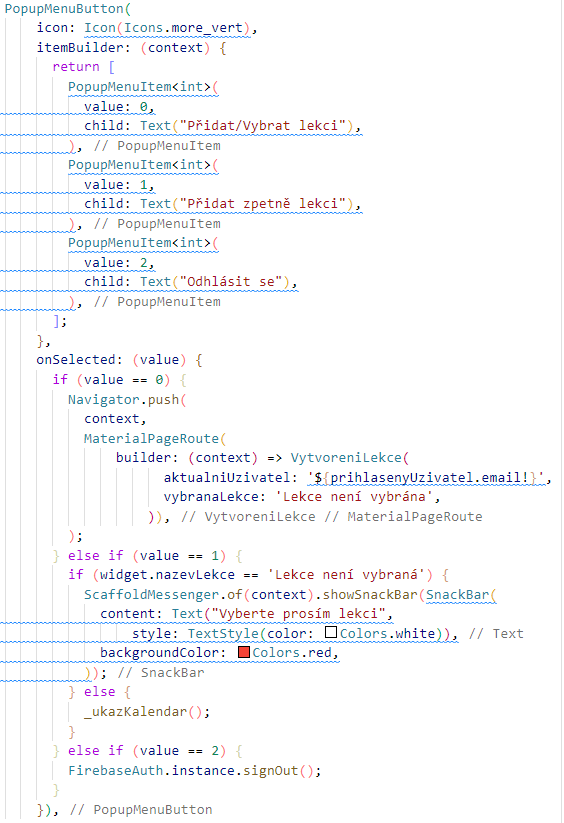 PopupMenuButton(
    icon: Icon(Icons.more_vert),
    itemBuilder: (context) {
      return [
        PopupMenuItem<int>(
          value: 0,
          child: Text("Přidat/Vybrat lekci"),
        ), // PopupMenuItem
        PopupMenuItem<int>(
          value: 1,
          child: Text("Přidat zpetně lekci"),
        ), // PopupMenuItem
        PopupMenuItem<int>(
          value: 2,
          child: Text("Odhlásit se"),
        ), // PopupMenuItem
      ];
    },
    onSelected: (value) {
      if (value == 0) {
        Navigator.push(
          context,
          MaterialPageRoute(
              builder: (context) => VytvoreniLekce(
                    aktualniUzivatel: '${prihlasenyUzivatel.email!}',
                    vybranaLekce: 'Lekce není vybrána',
                  )), // VytvoreniLekce // MaterialPageRoute
        );
      } else if (value == 1) {
        if (widget.nazevLekce == 'Lekce není vybraná') {
          ScaffoldMessenger.of(context).showSnackBar(SnackBar(
            content: Text("Vyberte prosím lekci",
                style: TextStyle(color: Colors.white)), // Text
            backgroundColor: Colors.red,
          )); // SnackBar
        } else {
          _ukazKalendar();
        }
      } else if (value == 2) {
        FirebaseAuth.instance.signOut();
      }
    }), // PopupMenuButton